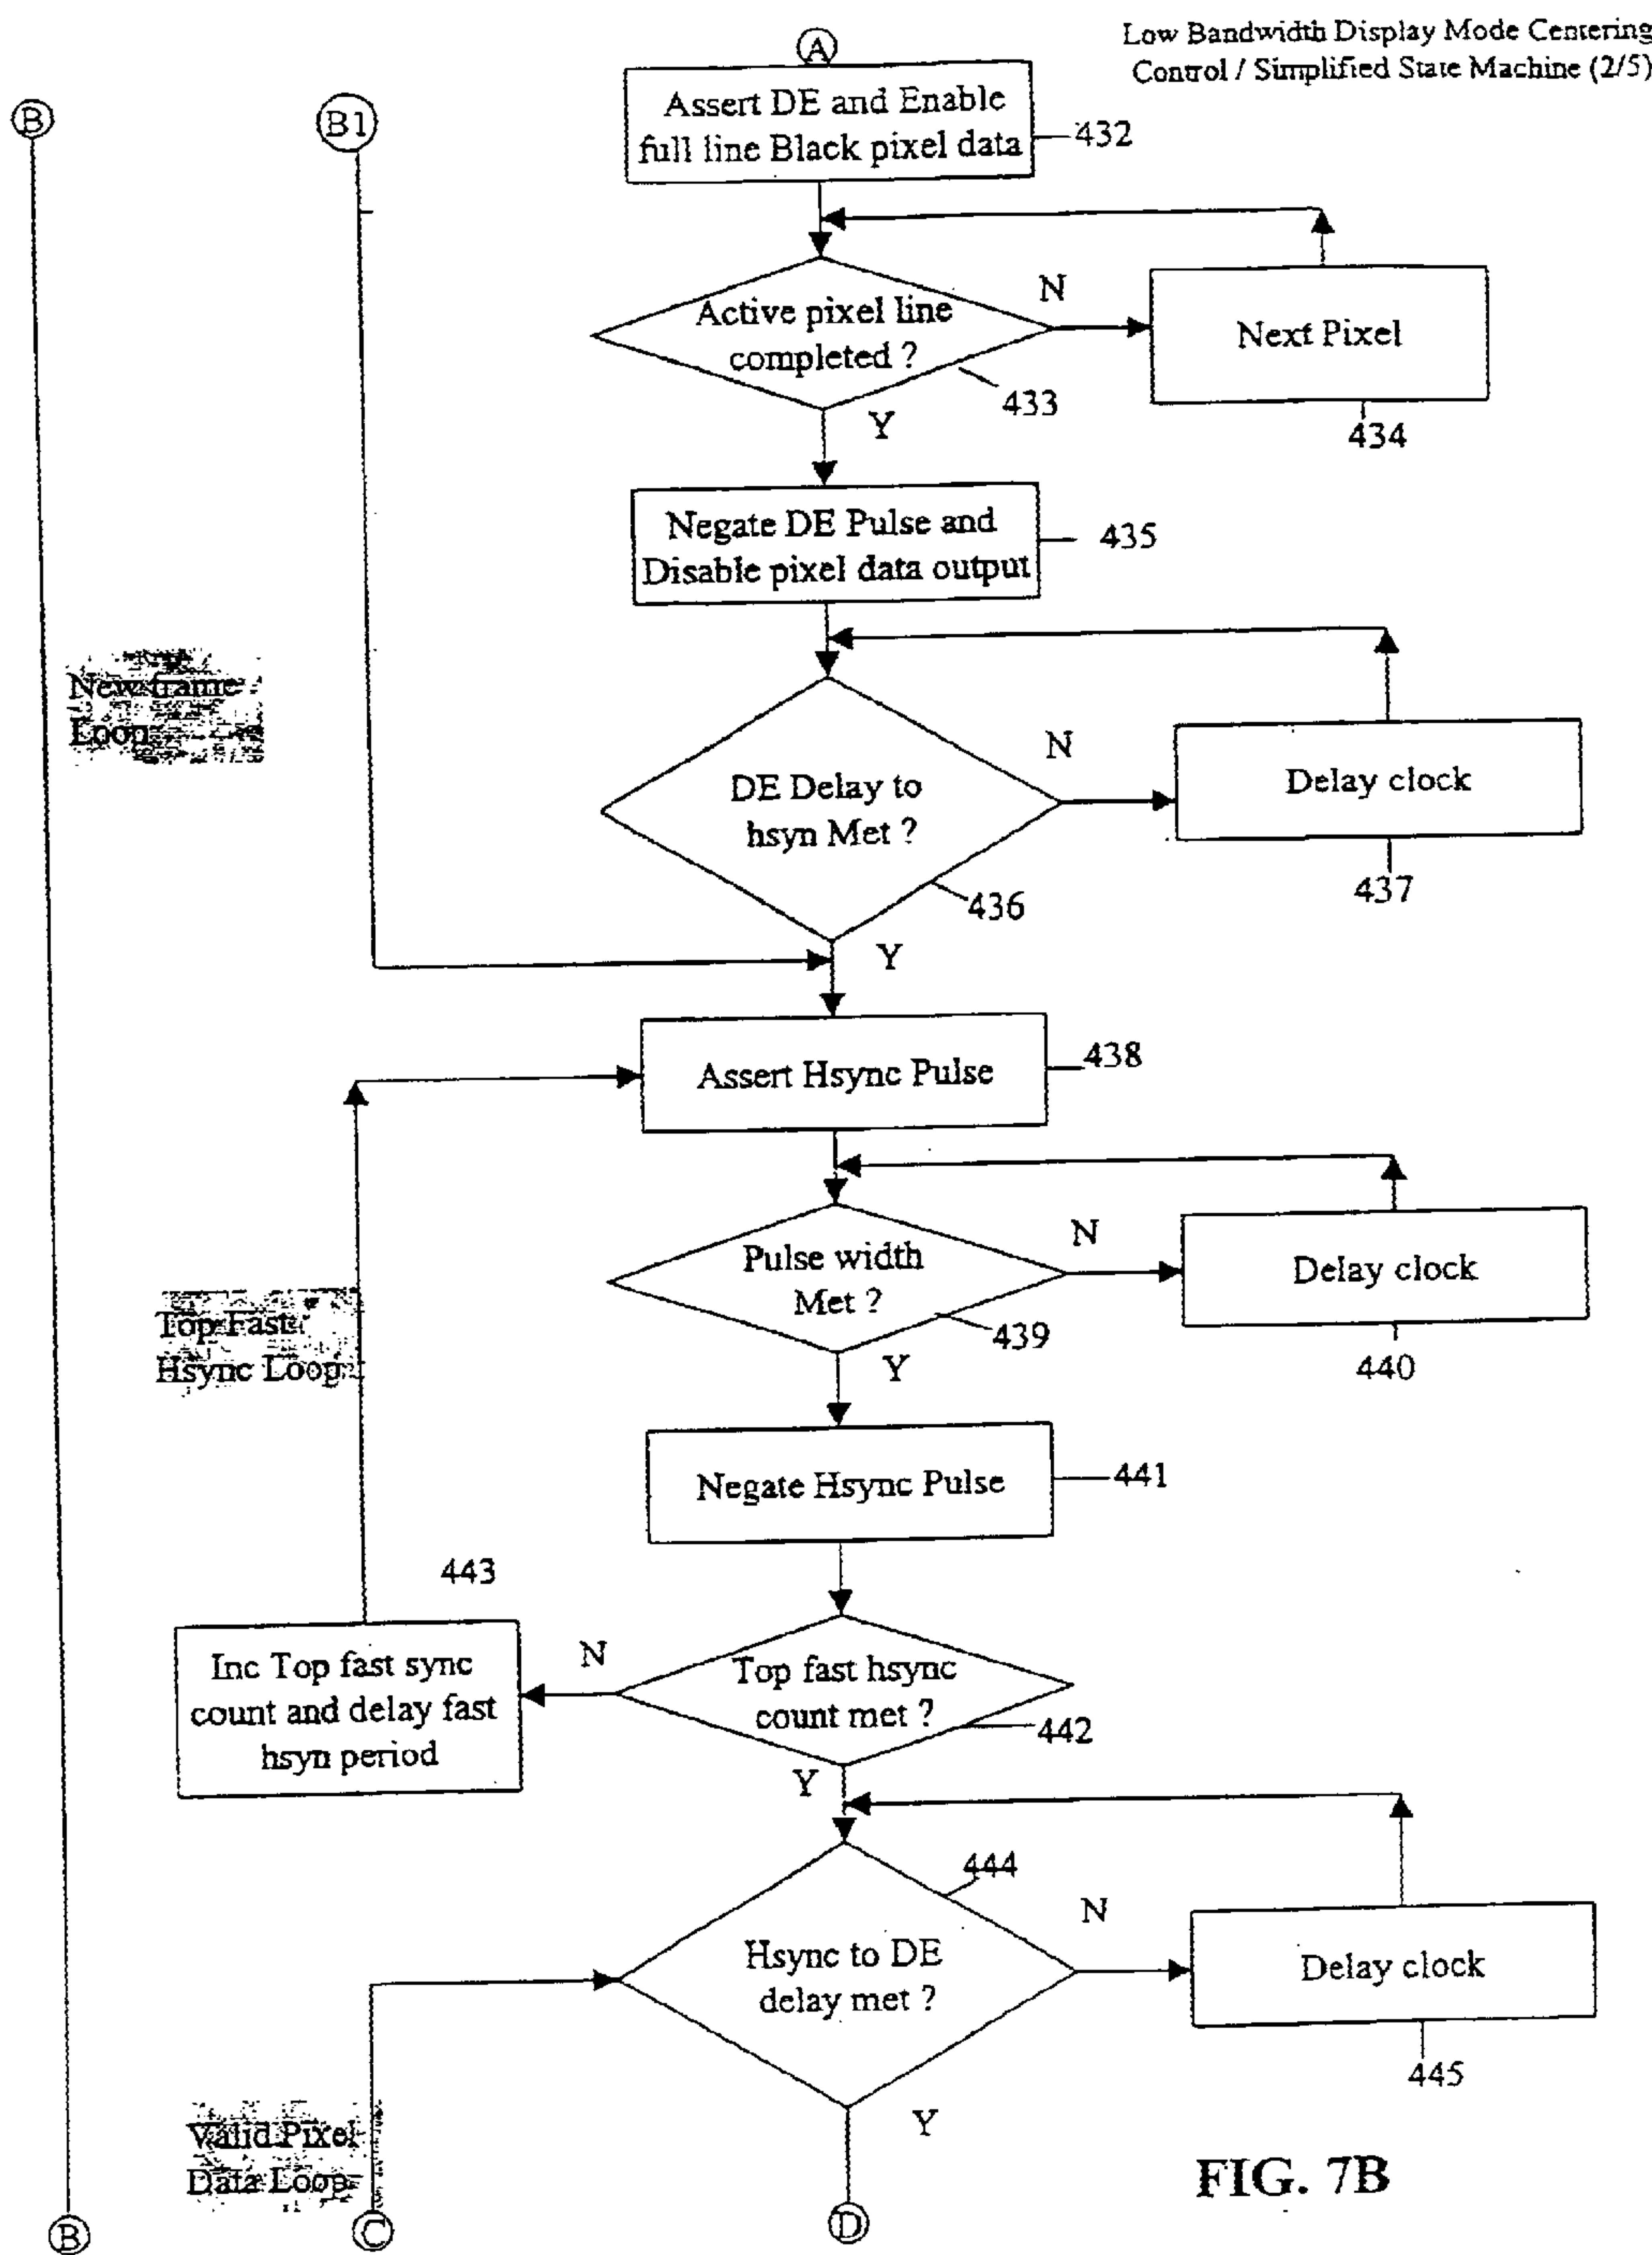 Low Bandwidth Display Mode Centering
Control / Simplified State Machine (2/5)
A
B
B1
Assert DE and Enable
full line Black pixel data
432
Active pixel line
completed ?
N
433
Y
Next Pixel
434
Negate DE Pulse and
Disable pixel data output
435
New frame
Loop
DE Delay to
hsyn Met ?
N
436
Y
Delay clock
437
Assert Hsync Pulse
438
Pulse width
Met ?
N
439
Y
Delay clock
440
Top Fast
Hsync Loop
Negate Hsync Pulse
441
443
Inc Top fast sync
count and delay fast
hsyn period
N
Top fast hsync
count met ?
442
Y
444
Hsync to DE
delay met ?
N
Delay clock
445
Y
Valid Pixel
Data Loop
FIG. 7B
B
C
D